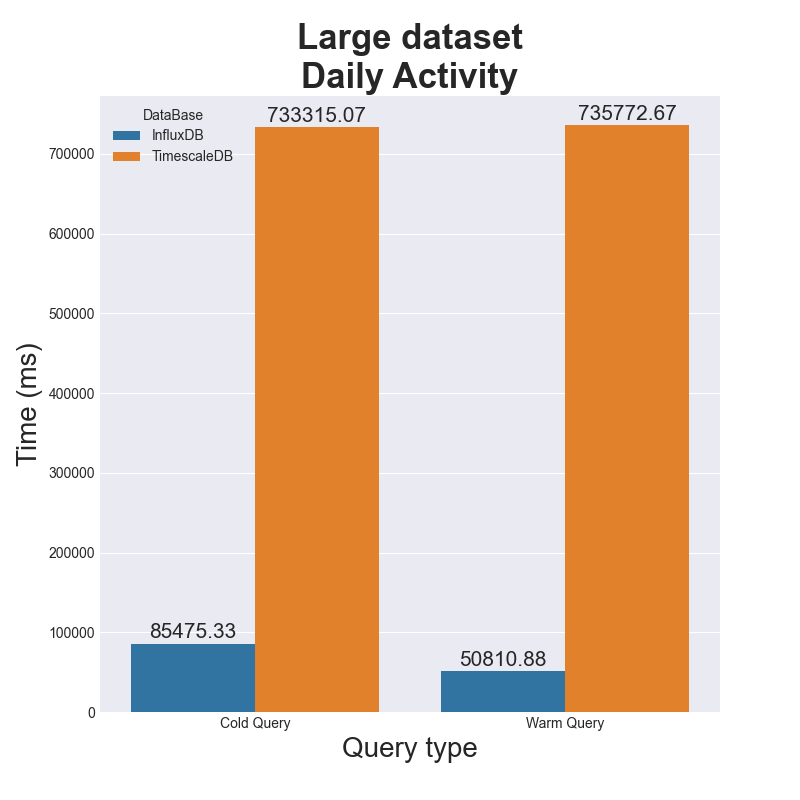 Large dataset
Daily Activity
DataBase
InfluxDB
TimescaleDB
733315.07
735772.67
85475.33
50810.88
Time (ms)
700000
600000
500000
400000
300000
200000
100000
0
Cold Query
Warm Query
Query type